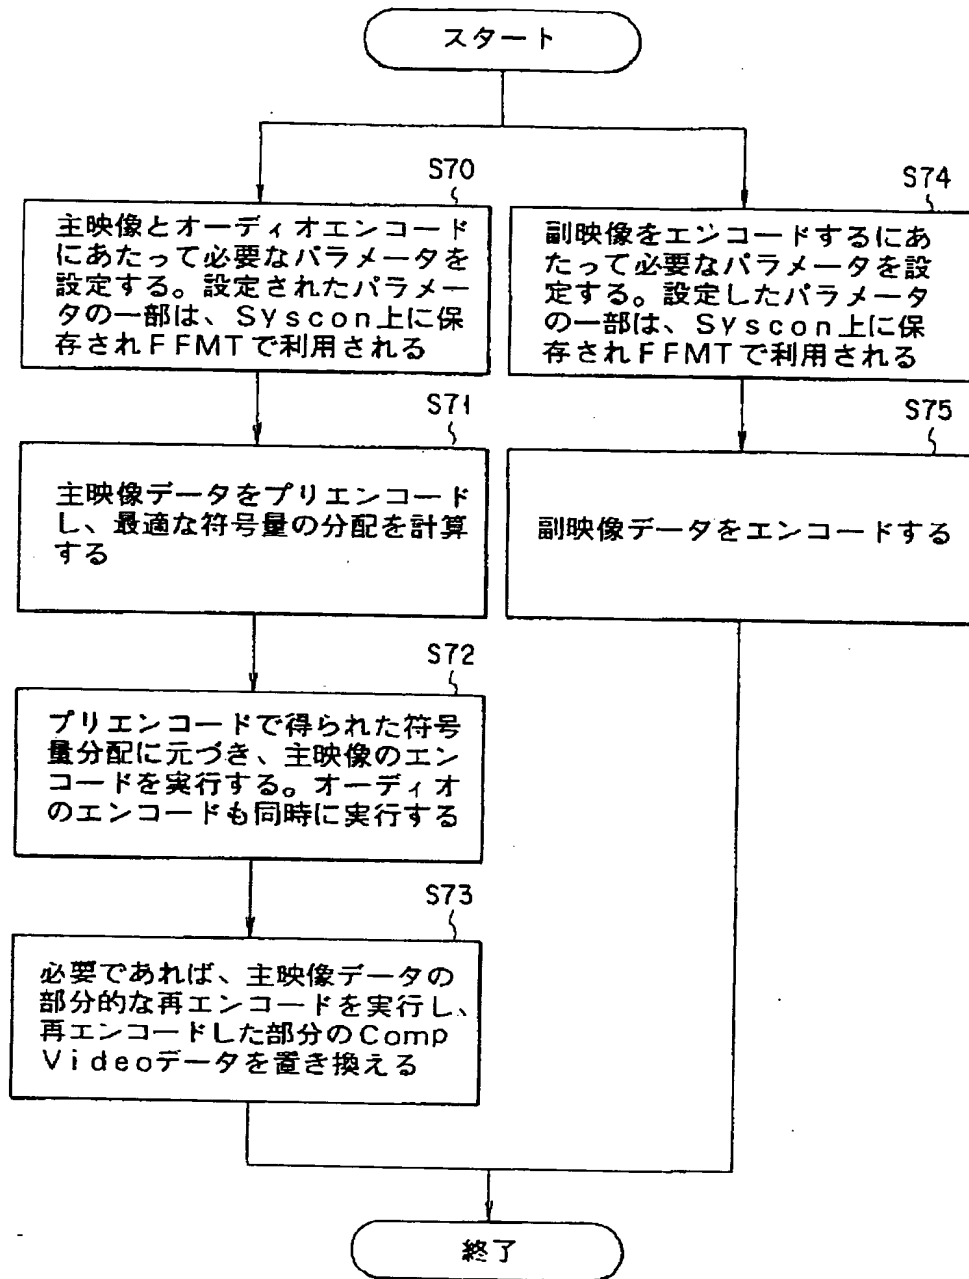 スタート
S70
主映像とオーディオエンコード
にあたって必要なパラメータを
設定する。設定されたパラメー
タの一部は、Syscon上に保
存されFFMTで利用される
S71
主映像データをプリエンコード
し、最適な符号量の分配を計算
する
S72
プリエンコードで得られた符号
量分配に元づき、主映像のエン
コードを実行する。オーディオ
のエンコードも同時に実行する
S73
必要であれば、主映像データの
部分的な再エンコードを実行し、
再エンコードした部分のComp
Videoデータを置き換える
S74
副映像をエンコードするにあ
たって必要なパラメータを設
定する。設定したパラメータ
の一部は、Syscon上に保
存されFFMTで利用される
S75
副映像データをエンコードする
終了